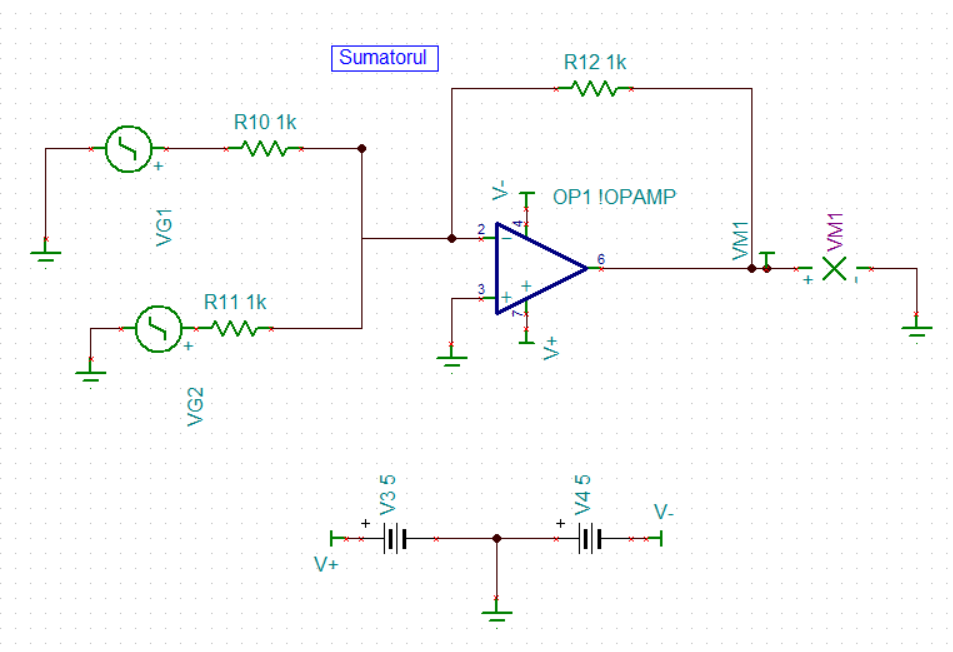 Sumatorul
R12 1k
R10 1k
V-
OP1 !OPAMP
4
2
-
VG1
VM1
VM1
6
+
-
R11 1k
3
+
+
7
V+
+
+
VG2
V3 5
V4 5
+
+
V-
V+